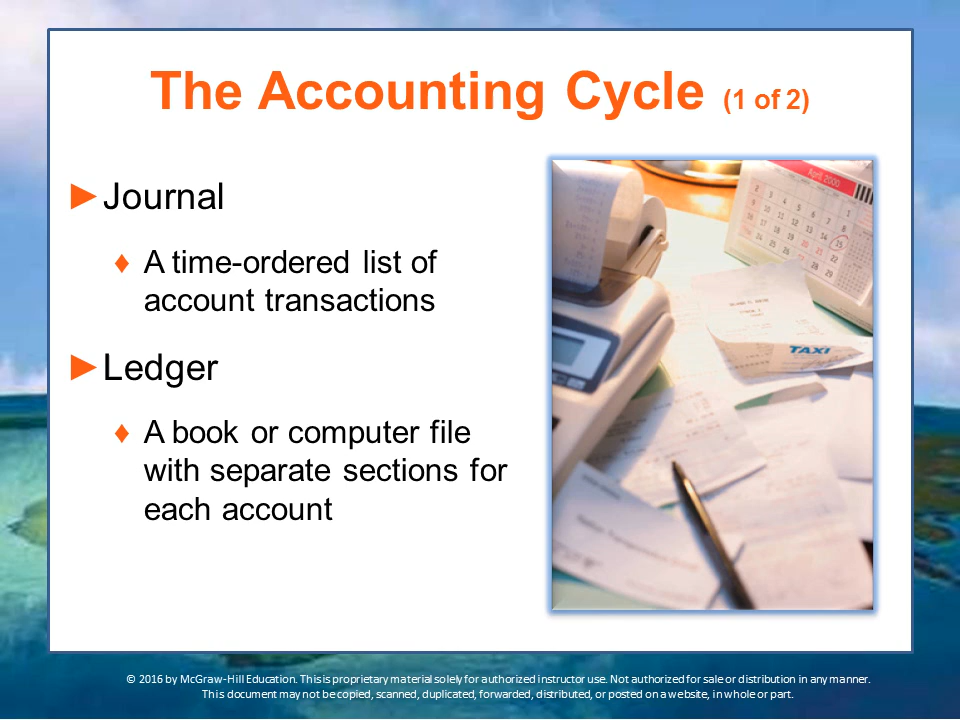 The Accounting Cycle (1 of 2)
►Journal
♦ A time-ordered list of
account transactions
►Ledger
♦ A book or computer file
with separate sections for
each account
April 2000
TAXI
© 2016 by McGraw-Hill Education. This is proprietary material solely for authorized instructor use. Not authorized for sale or distribution in any manner.
This document may not be copied, scanned, duplicated, forwarded, distributed, or posted on a website, in whole or part.